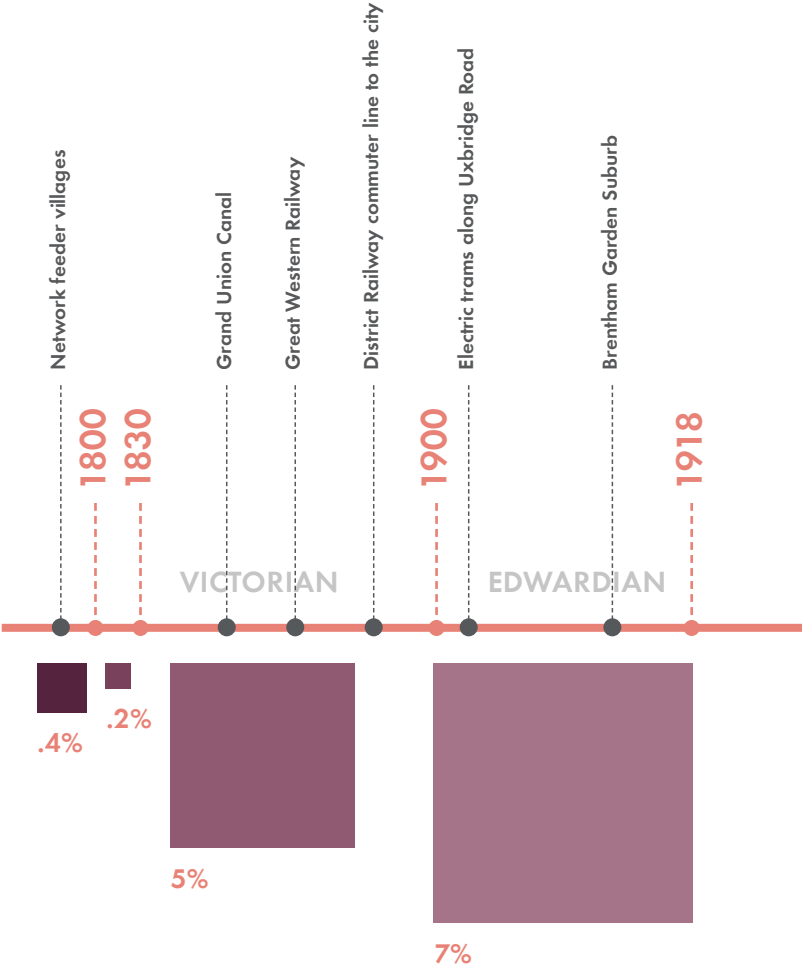 Network feeder villages
Grand Union Canal
Great Western Railway
District Railway commuter line to the city
Electric trams along Uxbridge Road
Brentham Garden Suburb
1800
1830
1900
1918
VICTORIAN
EDWARDIAN
.4%
.2%
5%
7%